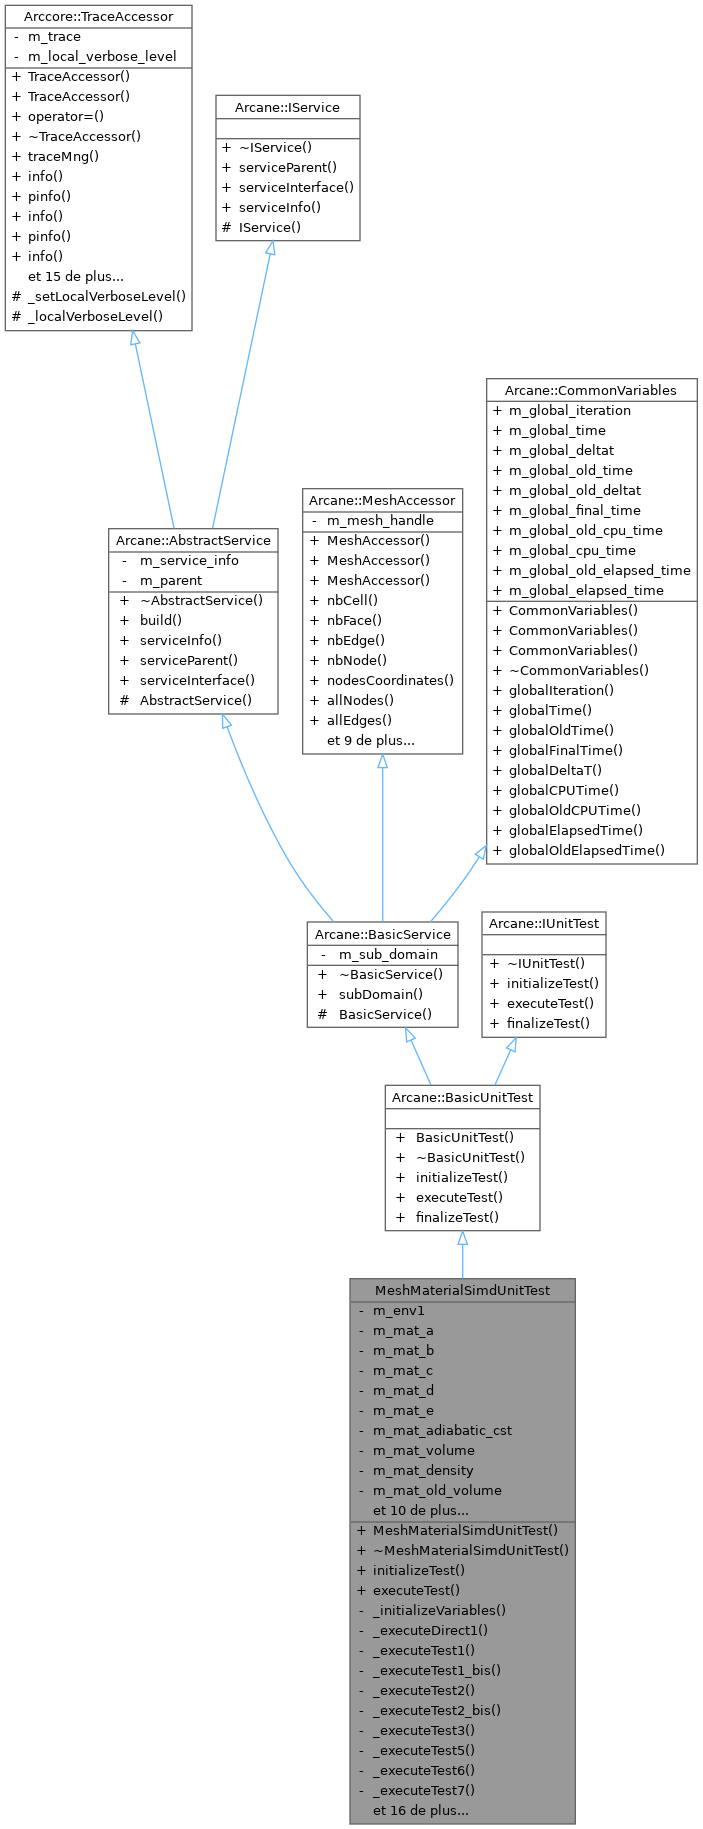 Arccore::TraceAccessor
- m_trace
- m_local_verbose_level
+ TraceAccessor()
+ TraceAccessor()
+ operator=()
+ ~TraceAccessor()
+ traceMng()
+ info()
+ pinfo()
+ info()
+ pinfo()
+ info()
et 15 de plus...
# _setLocalVerboseLevel()
# _localVerboseLevel()
Arcane::IService
+ ~IService()
+ serviceParent()
+ serviceInterface()
+ serviceInfo()
# IService()
Arcane::CommonVariables
+ m_global_iteration
+ m_global_time
+ m_global_deltat
+ m_global_old_time
+ m_global_old_deltat
+ m_global_final_time
+ m_global_old_cpu_time
+ m_global_cpu_time
+ m_global_old_elapsed_time
+ m_global_elapsed_time
+ CommonVariables()
+ CommonVariables()
+ CommonVariables()
+ ~CommonVariables()
+ globalIteration()
+ globalTime()
+ globalOldTime()
+ globalFinalTime()
+ globalDeltaT()
+ globalCPUTime()
+ globalOldCPUTime()
+ globalElapsedTime()
+ globalOldElapsedTime()
Arcane::MeshAccessor
- m_mesh_handle
+ MeshAccessor()
+ MeshAccessor()
+ MeshAccessor()
+ nbCell()
+ nbFace()
+ nbEdge()
+ nbNode()
+ nodesCoordinates()
+ allNodes()
+ allEdges()
et 9 de plus...
Arcane::AbstractService
- m_service_info
- m_parent
+ ~AbstractService()
+ build()
+ serviceInfo()
+ serviceParent()
+ serviceInterface()
# AbstractService()
Arcane::BasicService
- m_sub_domain
+ ~BasicService()
+ subDomain()
# BasicService()
Arcane::IUnitTest
+ ~IUnitTest()
+ initializeTest()
+ executeTest()
+ finalizeTest()
Arcane::BasicUnitTest
+ BasicUnitTest()
+ ~BasicUnitTest()
+ initializeTest()
+ executeTest()
+ finalizeTest()
MeshMaterialSimdUnitTest
- m_env1
- m_mat_a
- m_mat_b
- m_mat_c
- m_mat_d
- m_mat_e
- m_mat_adiabatic_cst
- m_mat_volume
- m_mat_density
- m_mat_old_volume
et 10 de plus...
+ MeshMaterialSimdUnitTest()
+ ~MeshMaterialSimdUnitTest()
+ initializeTest()
+ executeTest()
- _initializeVariables()
- _executeDirect1()
- _executeTest1()
- _executeTest1_bis()
- _executeTest2()
- _executeTest2_bis()
- _executeTest3()
- _executeTest5()
- _executeTest6()
- _executeTest7()
et 16 de plus...